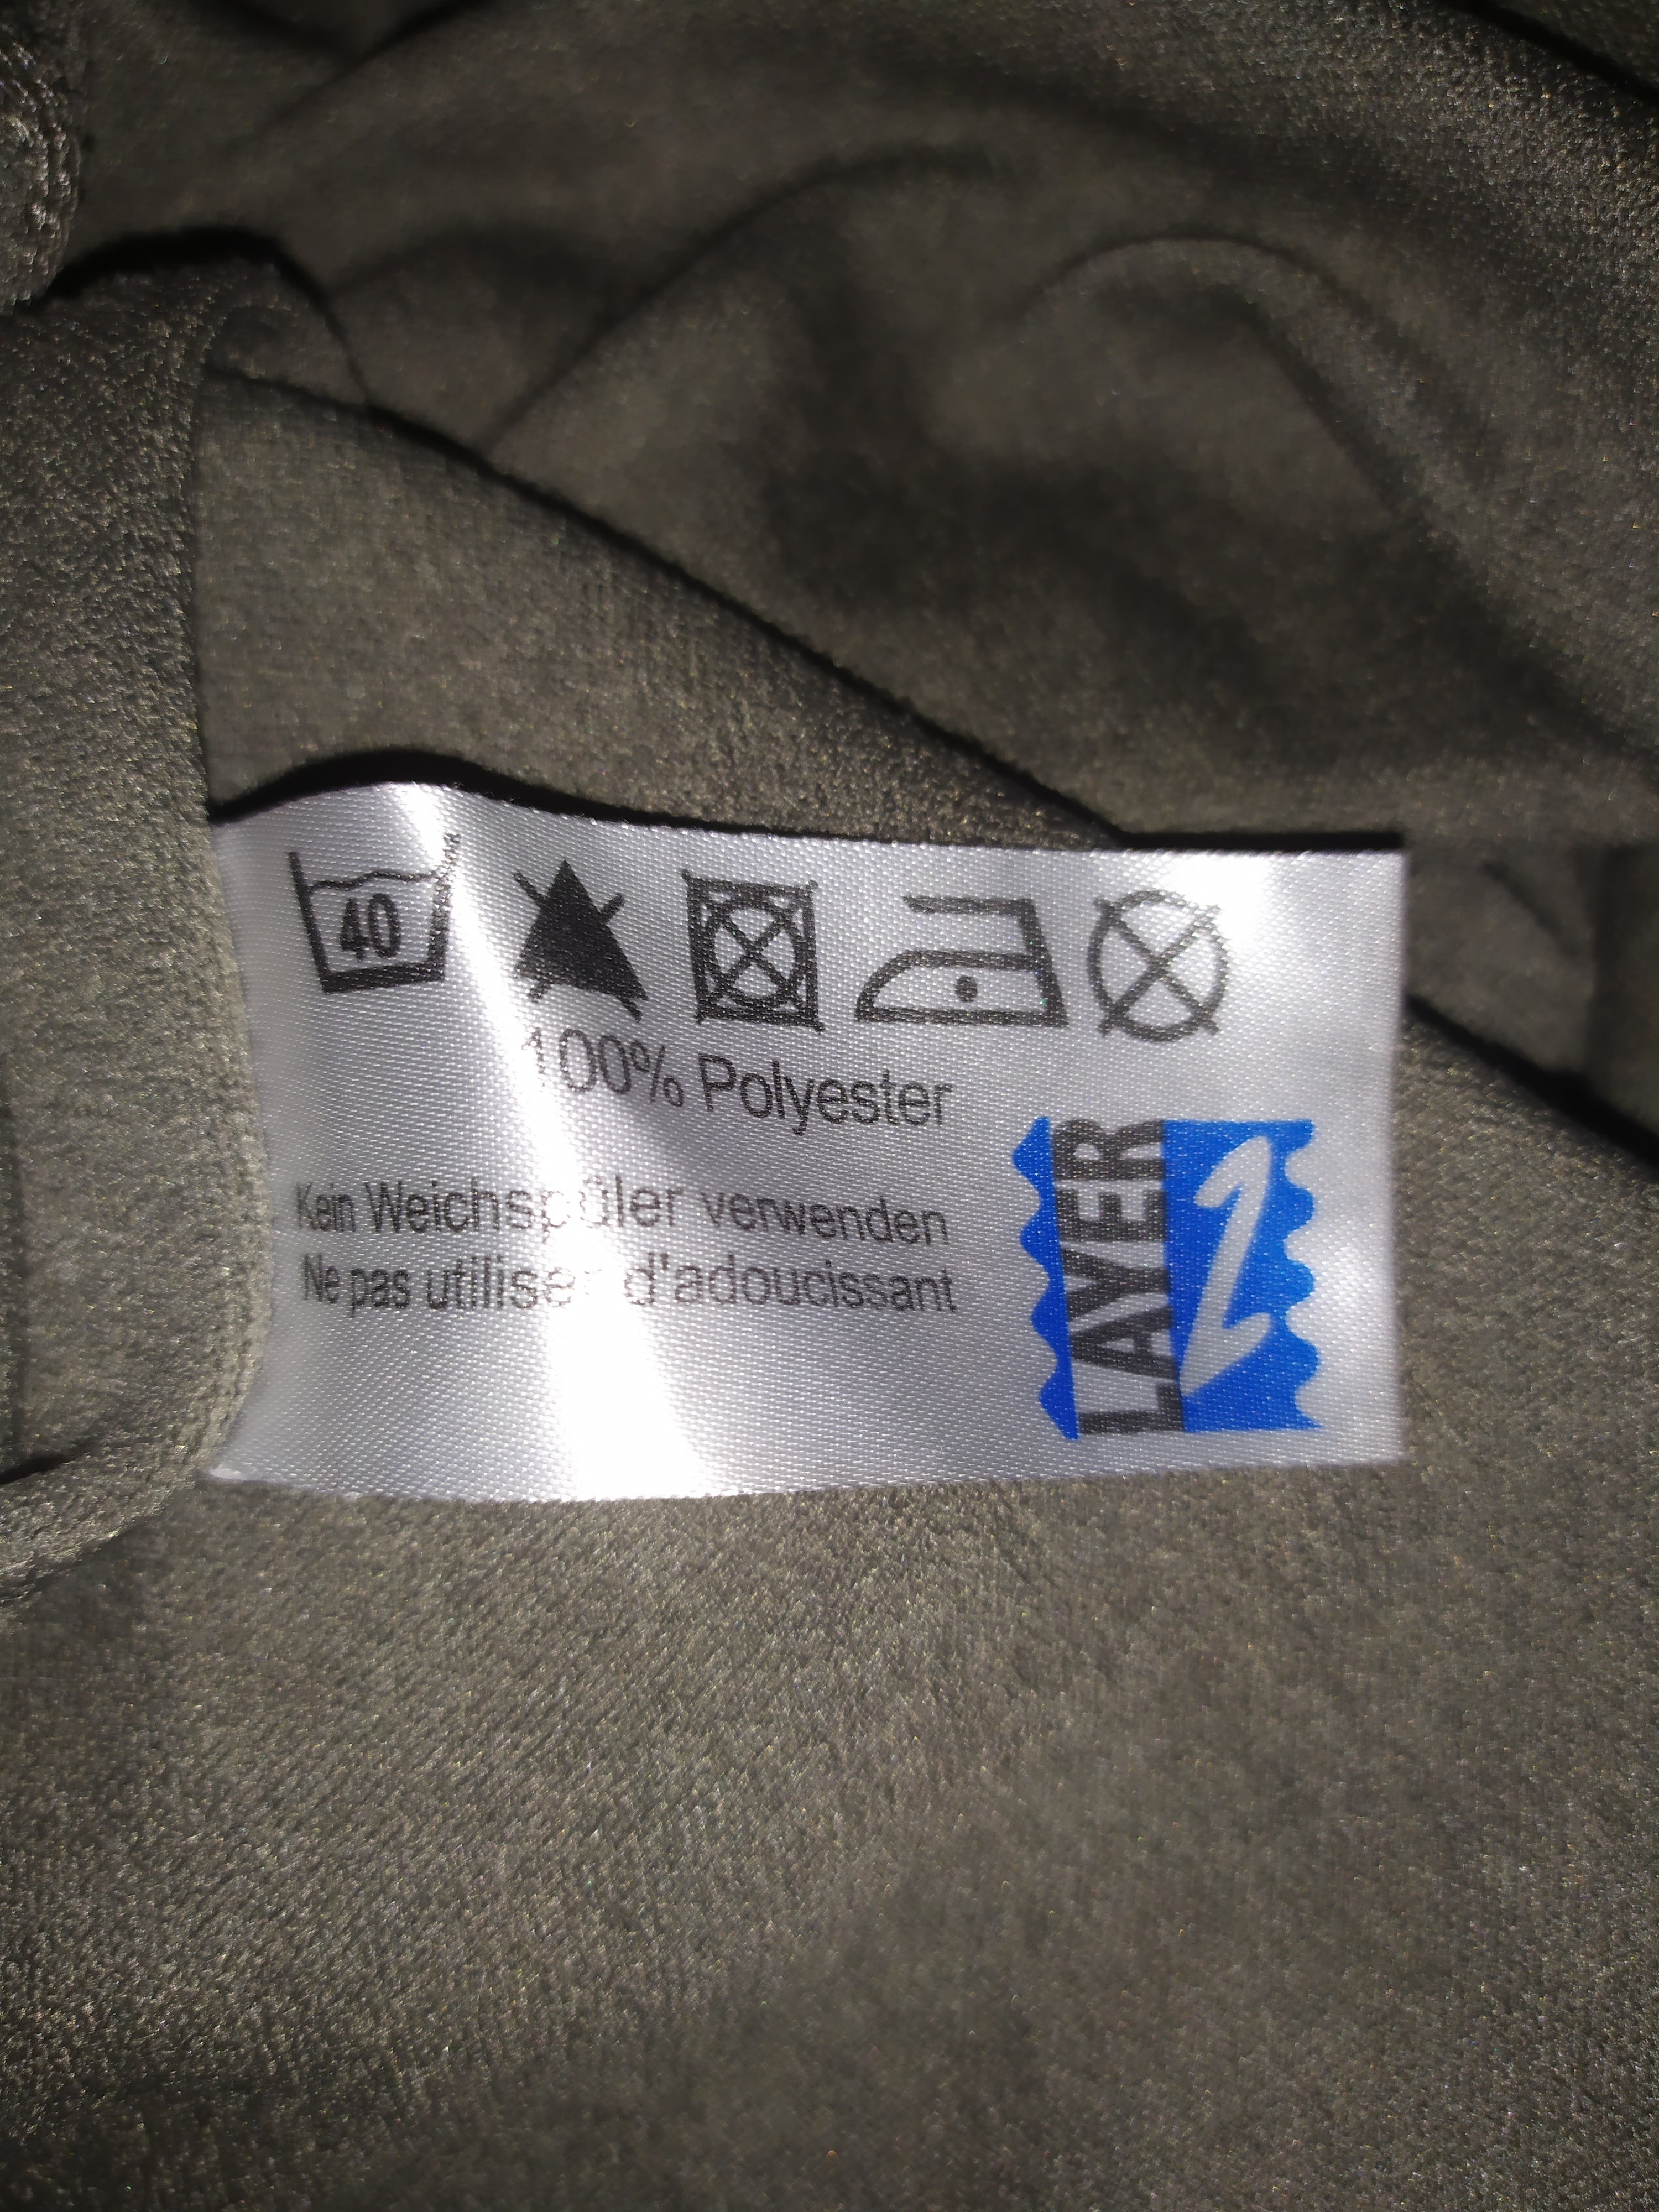 40
100% Polyester
Kein Weichspüler verwenden
Ne pas utiliser d'adoucissant
LAYER 2